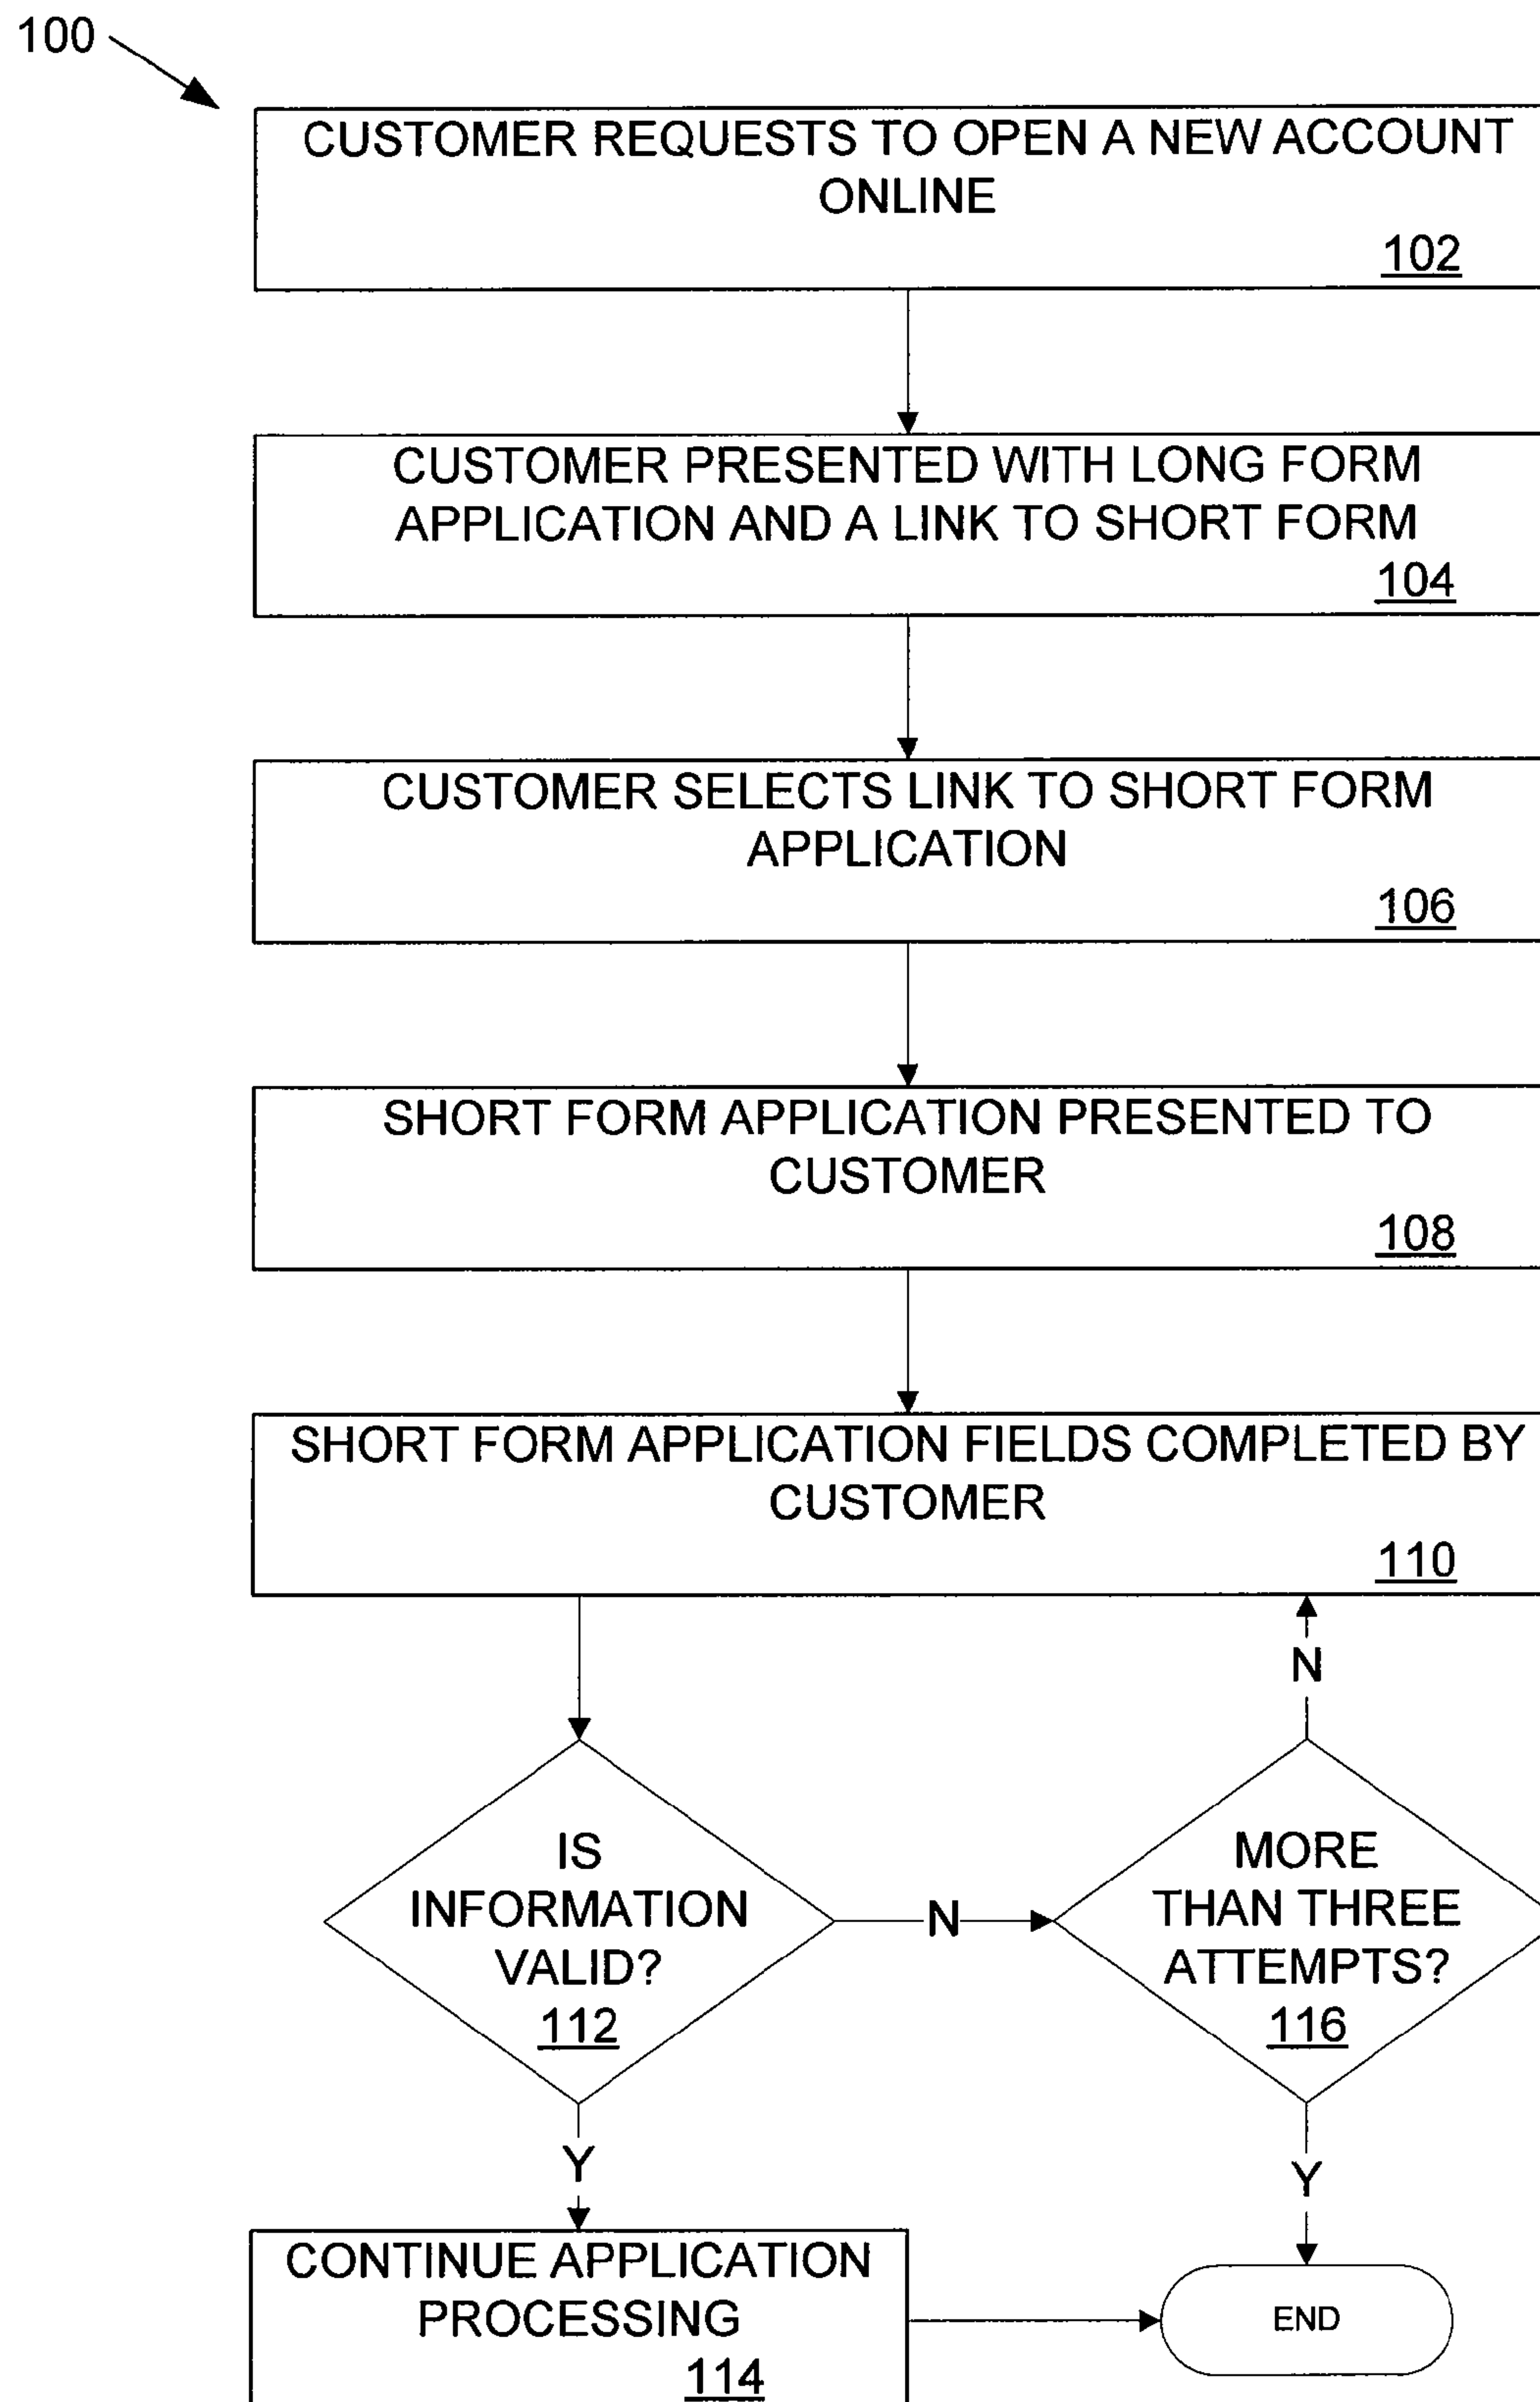 100
CUSTOMER REQUESTS TO OPEN A NEW ACCOUNT
ONLINE
102
CUSTOMER PRESENTED WITH LONG FORM
APPLICATION AND A LINK TO SHORT FORM
104
CUSTOMER SELECTS LINK TO SHORT FORM
APPLICATION
106
SHORT FORM APPLICATION PRESENTED TO
CUSTOMER
108
SHORT FORM APPLICATION FIELDS COMPLETED BY
CUSTOMER
110
N
IS
INFORMATION
VALID?
112
N
MORE
THAN THREE
ATTEMPTS?
116
Y
Y
CONTINUE APPLICATION
PROCESSING
114
END